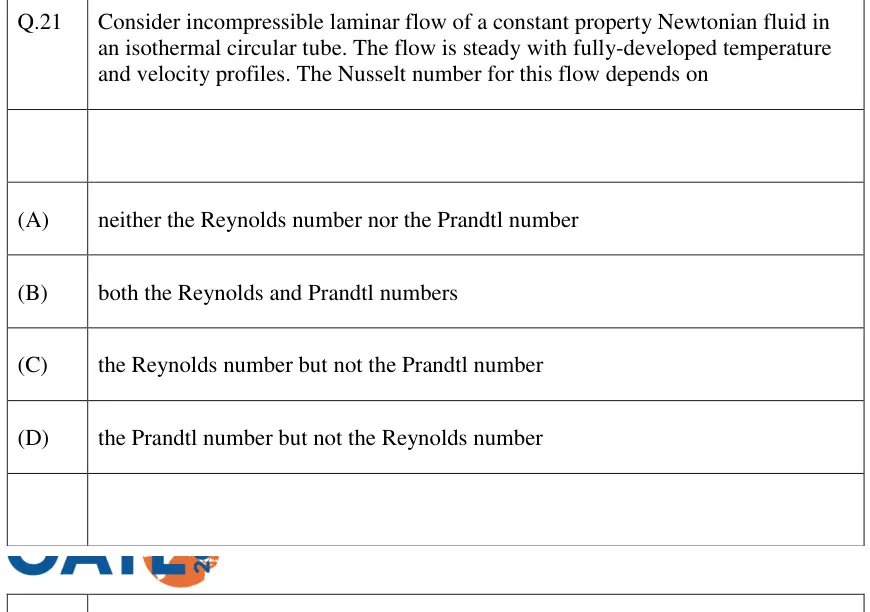 Q.21 Consider incompressible laminar flow of a constant property Newtonian fluid in
an isothermal circular tube. The flow is steady with fully-developed temperature
and velocity profiles. The Nusselt number for this flow depends on
(A) neither the Reynolds number nor the Prandtl number
(B) both the Reynolds and Prandtl numbers
(C) the Reynolds number but not the Prandtl number
(D) the Prandtl number but not the Reynolds number